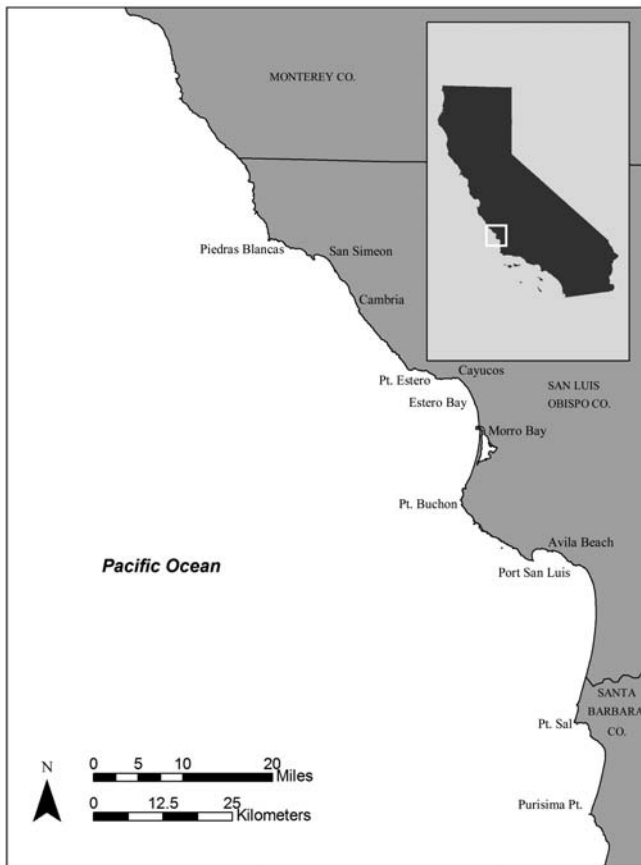 MONTEREY CO.
Piedras Blancas
San Simeon
Cambria
Cayucos
Pt. Estero
SAN LUIS
OBISPO CO.
Estero Bay
Morro Bay
Pt. Buchon
Avila Beach
Pacific Ocean
Port San Luis
SANTA
BARBARA
CO.
Pt. Sal
N
0 5 10 20
Miles
0 12.5 25
Kilometers
Purisima Pt.